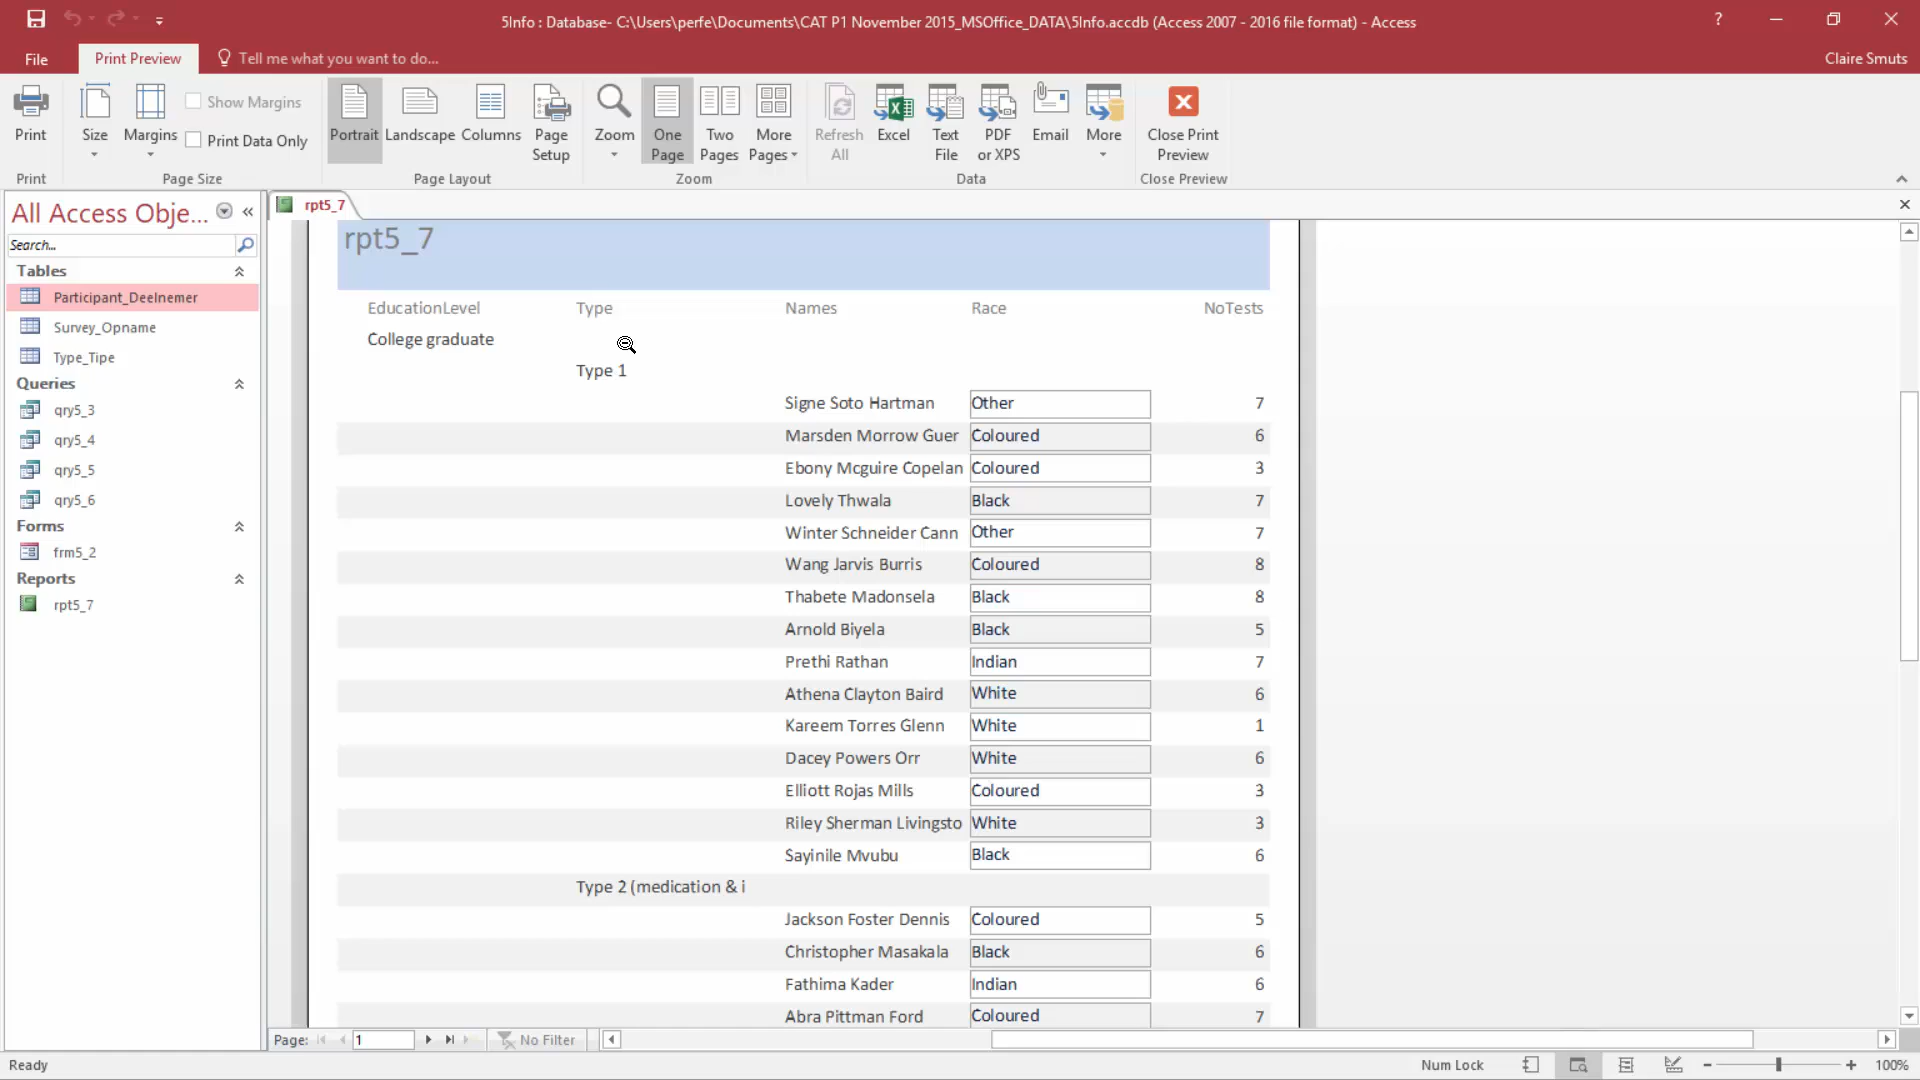 5Info : Database- C:\Users\perfe\Documents\CAT P1 November 2015_MSOffice_DATA\5Info.accdb (Access 2007 - 2016 file format) - Access
?
File
Print Preview
Tell me what you want to do...
Claire Smuts
Print
Size
Margins
Show Margins
Print Data Only
Portrait
Landscape
Columns
Page Setup
Zoom
One Page
Two Pages
More Pages
Refresh All
Excel
Text File
PDF or XPS
Email
More
Close Print Preview
Print
Page Size
Page Layout
Zoom
Data
Close Preview
All Access Obje...
Search...
Tables
Participant_Deelnemer
Survey_Opname
Type_Tipe
Queries
qry5_3
qry5_4
qry5_5
qry5_6
Forms
frm5_2
Reports
rpt5_7
rpt5_7
rpt5_7
EducationLevel Type Names Race NoTests
College graduate
Type 1
Signe Soto Hartman Other 7
Marsden Morrow Guer Coloured 6
Ebony Mcguire Copelan Coloured 3
Lovely Thwala Black 7
Winter Schneider Cann Other 7
Wang Jarvis Burris Coloured 8
Thabete Madonsela Black 8
Arnold Biyela Black 5
Prethi Rathan Indian 7
Athena Clayton Baird White 6
Kareem Torres Glenn White 1
Dacey Powers Orr White 6
Elliott Rojas Mills Coloured 3
Riley Sherman Livingsto White 3
Sayinile Mvubu Black 6
Type 2 (medication & i
Jackson Foster Dennis Coloured 5
Christopher Masakala Black 6
Fathima Kader Indian 6
Abra Pittman Ford Coloured 7
Page: 1 No Filter
Ready
Num Lock
100%